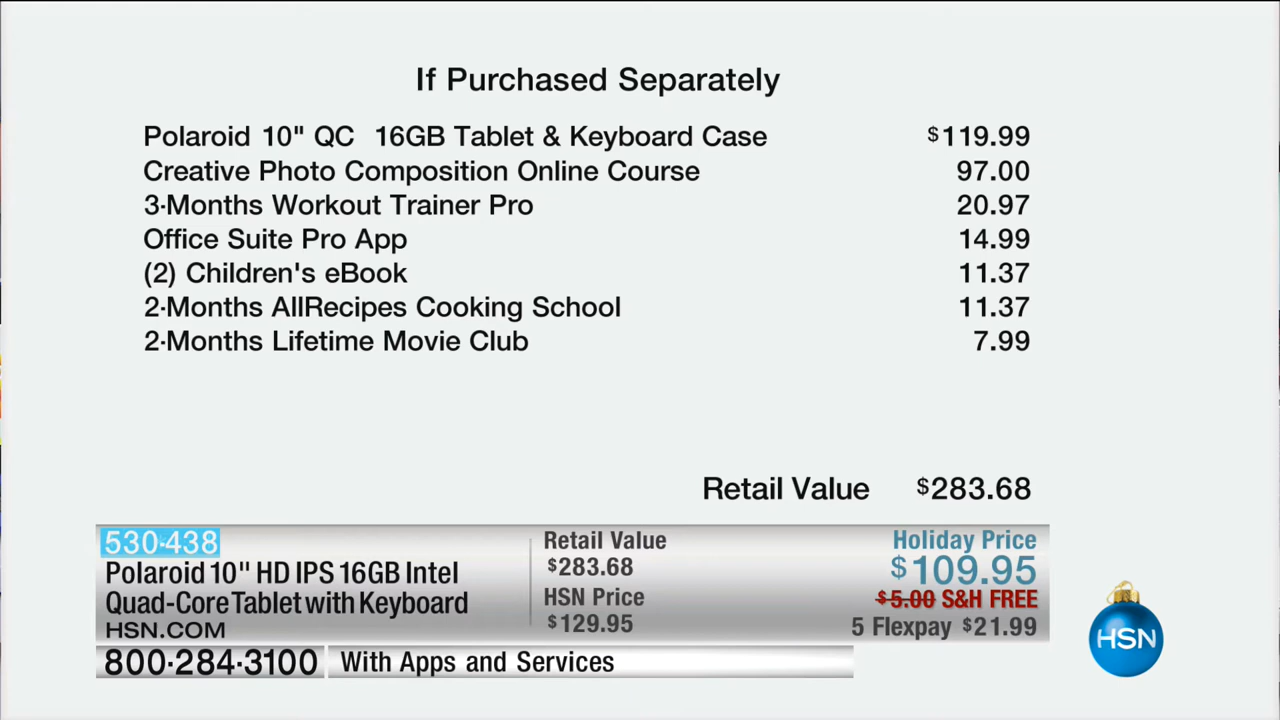 If Purchased Separately
Polaroid 10" QC 16GB Tablet & Keyboard Case $119.99
Creative Photo Composition Online Course 97.00
3-Months Workout Trainer Pro 20.97
Office Suite Pro App 14.99
(2) Children's eBook 11.37
2-Months AllRecipes Cooking School 11.37
2-Months Lifetime Movie Club 7.99
Retail Value $283.68
530-438
Polaroid 10" HD IPS 16GB Intel
Quad-Core Tablet with Keyboard
HSN.COM
Retail Value
$283.68
HSN Price
$129.95
Holiday Price
$109.95
$5.00 S&H FREE
5 Flexpay $21.99
800-284-3100 With Apps and Services
HSN